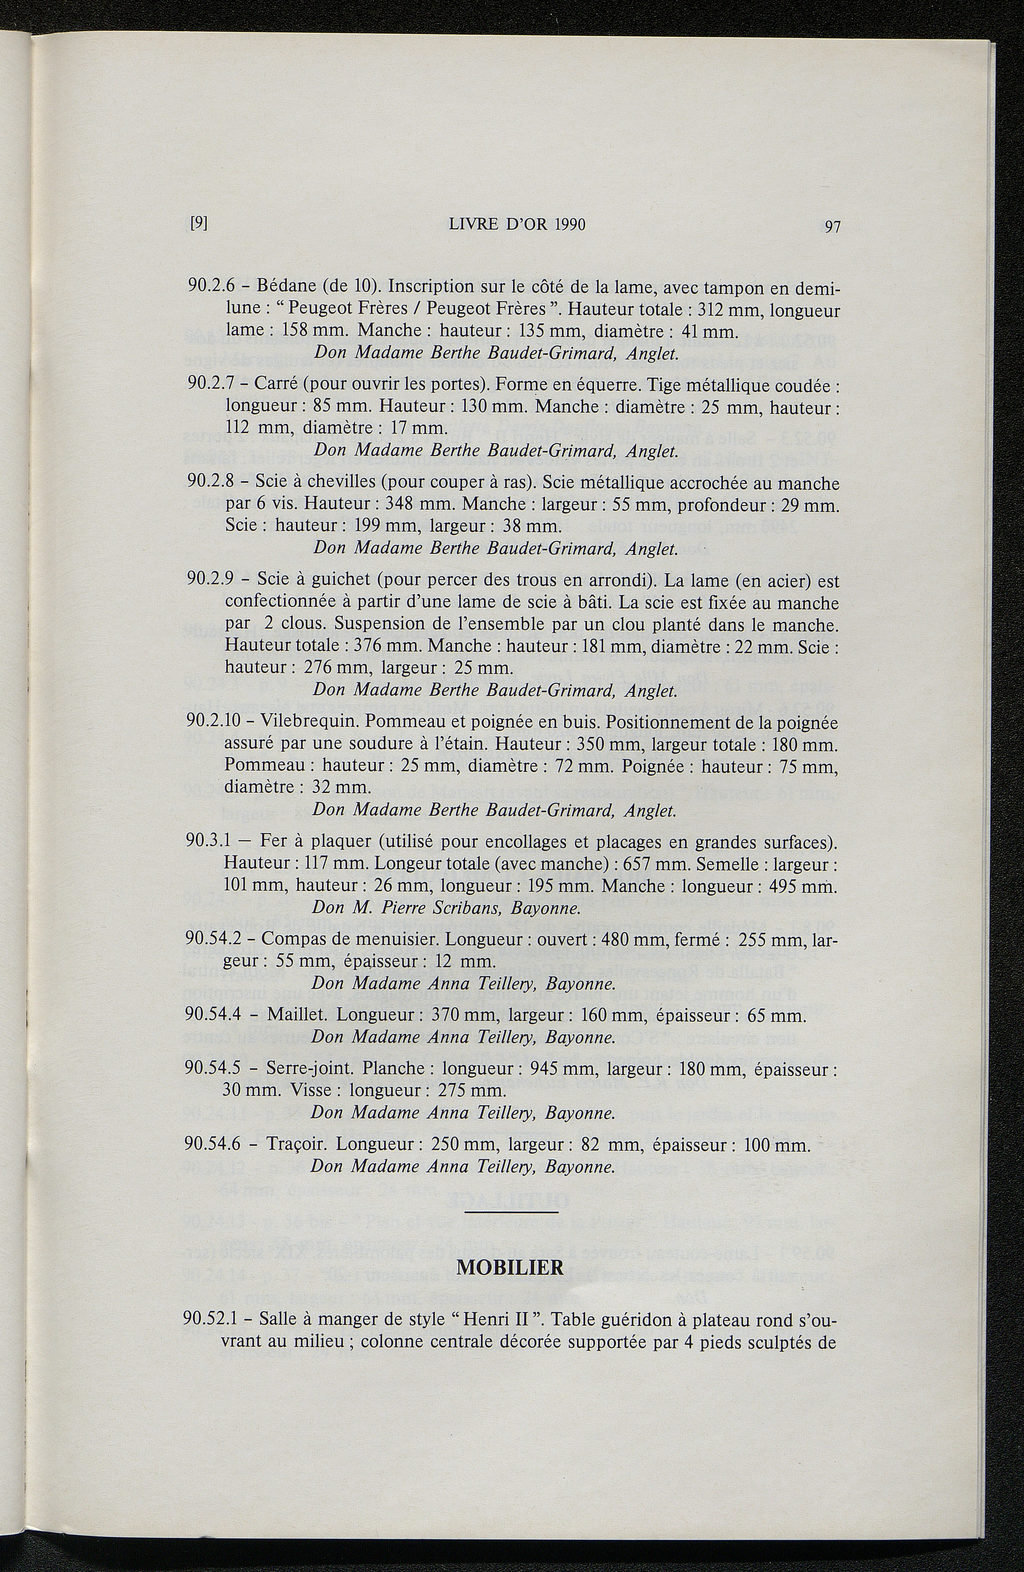 [9] LIVRE D'OR 1990 97
90.2.6 – Bédane (de 10). Inscription sur le côté de la lame, avec tampon en demi-
lune : “ Peugeot Frères / Peugeot Frères ”. Hauteur totale : 312 mm, longueur
lame : 158 mm. Manche : hauteur : 135 mm, diamètre : 41 mm.
Don Madame Berthe Baudet-Grimard, Anglet.
90.2.7 – Carré (pour ouvrir les portes). Forme en équerre. Tige métallique coudée :
longueur : 85 mm. Hauteur : 130 mm. Manche : diamètre : 25 mm, hauteur :
112 mm, diamètre : 17 mm.
Don Madame Berthe Baudet-Grimard, Anglet.
90.2.8 – Scie à chevilles (pour couper à ras). Scie métallique accrochée au manche
par 6 vis. Hauteur : 348 mm. Manche : largeur : 55 mm, profondeur : 29 mm.
Scie : hauteur : 199 mm, largeur : 38 mm.
Don Madame Berthe Baudet-Grimard, Anglet.
90.2.9 – Scie à guichet (pour percer des trous en arrondi). La lame (en acier) est
confectionnée à partir d'une lame de scie à bâti. La scie est fixée au manche
par 2 clous. Suspension de l'ensemble par un clou planté dans le manche.
Hauteur totale : 376 mm. Manche : hauteur : 181 mm, diamètre : 22 mm. Scie :
hauteur : 276 mm, largeur : 25 mm.
Don Madame Berthe Baudet-Grimard, Anglet.
90.2.10 – Vilebrequin. Pommeau et poignée en buis. Positionnement de la poignée
assuré par une soudure à l'étain. Hauteur : 350 mm, largeur totale : 180 mm.
Pommeau : hauteur : 25 mm, diamètre : 72 mm. Poignée : hauteur : 75 mm,
diamètre : 32 mm.
Don Madame Berthe Baudet-Grimard, Anglet.
90.3.1 — Fer à plaquer (utilisé pour encollages et placages en grandes surfaces).
Hauteur : 117 mm. Longeur totale (avec manche) : 657 mm. Semelle : largeur :
101 mm, hauteur : 26 mm, longueur : 195 mm. Manche : longueur : 495 mm.
Don M. Pierre Scribans, Bayonne.
90.54.2 – Compas de menuisier. Longueur : ouvert : 480 mm, fermé : 255 mm, lar-
geur : 55 mm, épaisseur : 12 mm.
Don Madame Anna Teillery, Bayonne.
90.54.4 – Maillet. Longueur : 370 mm, largeur : 160 mm, épaisseur : 65 mm.
Don Madame Anna Teillery, Bayonne.
90.54.5 – Serre-joint. Planche : longueur : 945 mm, largeur : 180 mm, épaisseur :
30 mm. Visse : longueur : 275 mm.
Don Madame Anna Teillery, Bayonne.
90.54.6 – Traçoir. Longueur : 250 mm, largeur : 82 mm, épaisseur : 100 mm.
Don Madame Anna Teillery, Bayonne.
MOBILIER
90.52.1 – Salle à manger de style “ Henri II ”. Table guéridon à plateau rond s'ou-
vrant au milieu ; colonne centrale décorée supportée par 4 pieds sculptés de